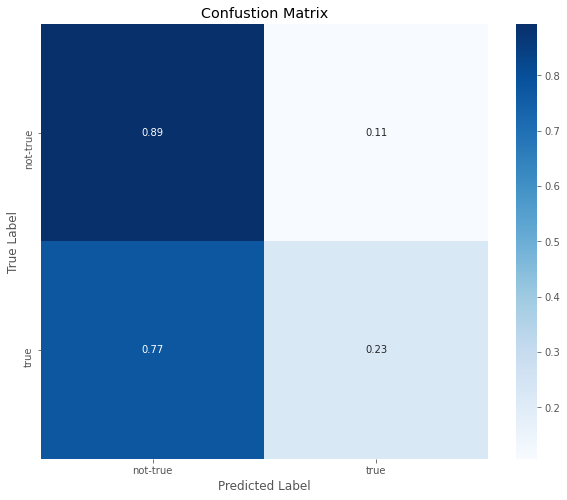 Confustion Matrix
True Label
not-true
0.89
0.11
true
0.77
0.23
not-true
true
Predicted Label
0.8
0.7
0.6
0.5
0.4
0.3
0.2